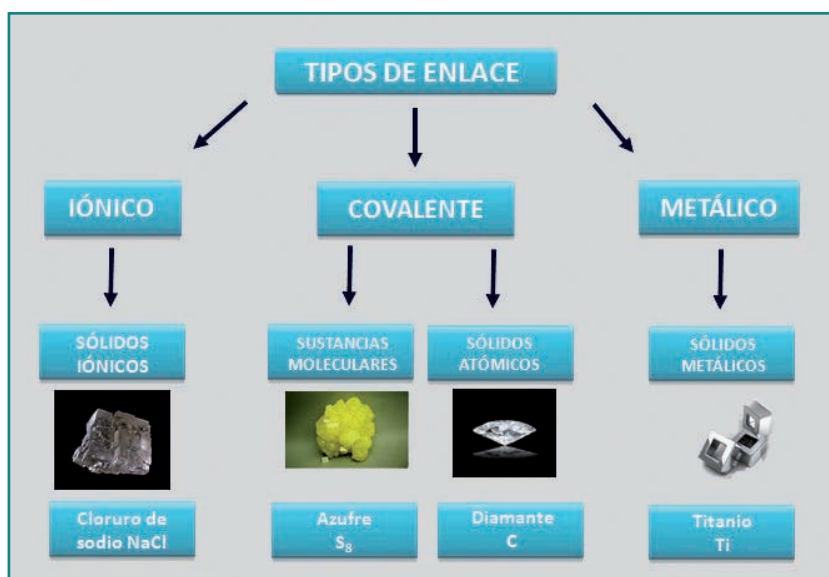 TIPOS DE ENLACE
IÓNICO
COVALENTE
METÁLICO
SÓLIDOS
IÓNICOS
SUSTANCIAS
MOLECULARES
SÓLIDOS
ATÓMICOS
SÓLIDOS
METÁLICOS
Cloruro de
sodio NaCl
Azufre
S₈
Diamante
C
Titanio
Ti